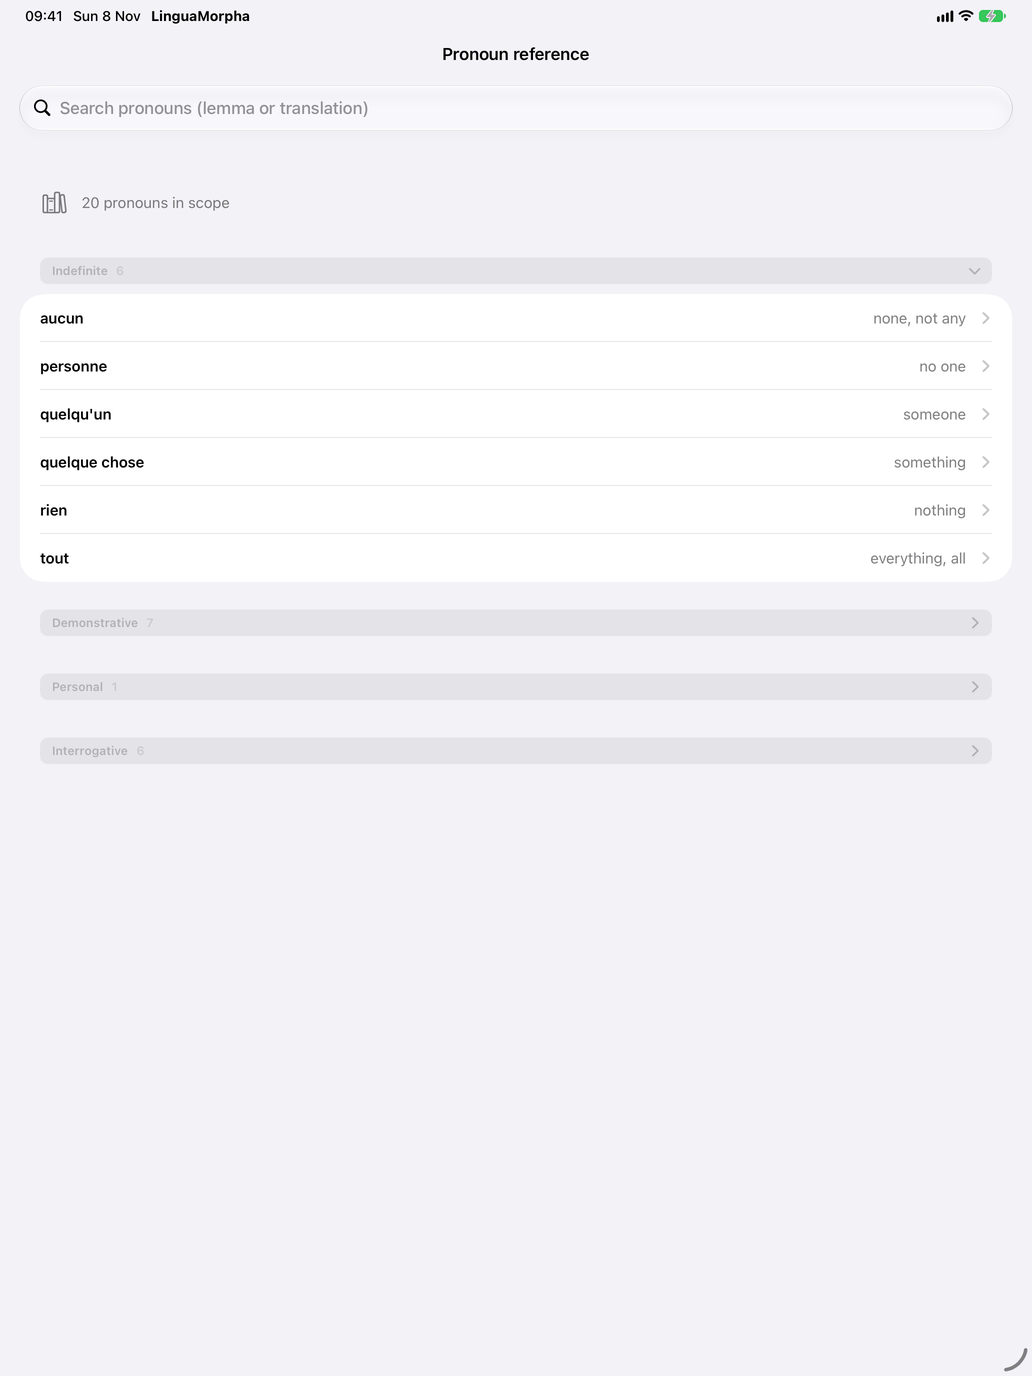 09:41 Sun 8 Nov LinguaMorpha
Pronoun reference
Search pronouns (lemma or translation)
20 pronouns in scope
Indefinite 6
aucun none, not any
personne no one
quelqu'un someone
quelque chose something
rien nothing
tout everything, all
Demonstrative 7
Personal 1
Interrogative 6